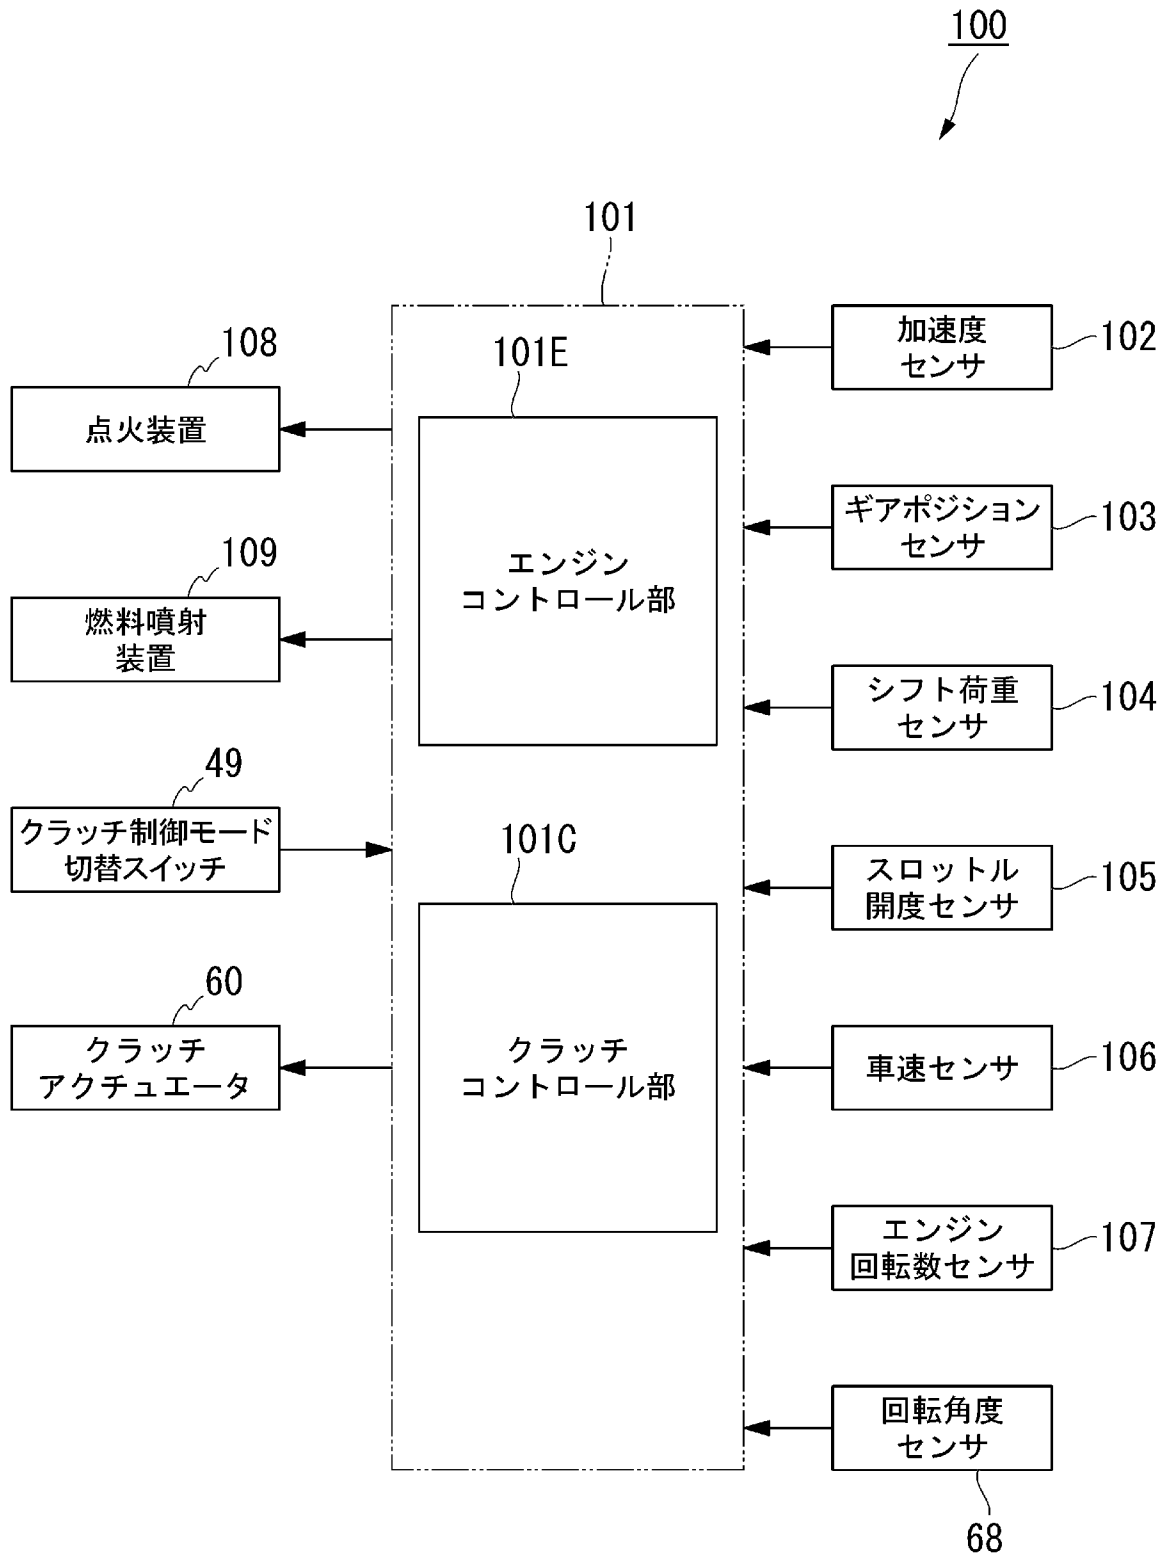 100
101
108
点火装置
109
燃料噴射
装置
49
クラッチ制御モード
切替スイッチ
60
クラッチ
アクチュエータ
101E
エンジン
コントロール部
101C
クラッチ
コントロール部
加速度
センサ
102
ギアポジション
センサ
103
シフト荷重
センサ
104
スロットル
開度センサ
105
車速センサ
106
エンジン
回転数センサ
107
回転角度
センサ
68